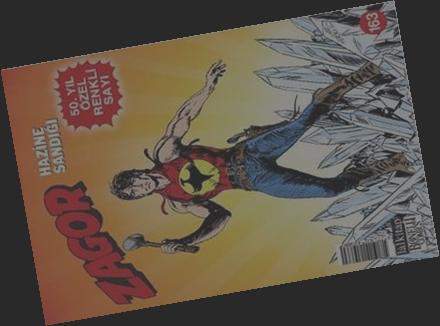 50. YIL
ÖZEL
RENKLİ
SAYI
163
HAZİNE
SANDIĞI
ZAGOR